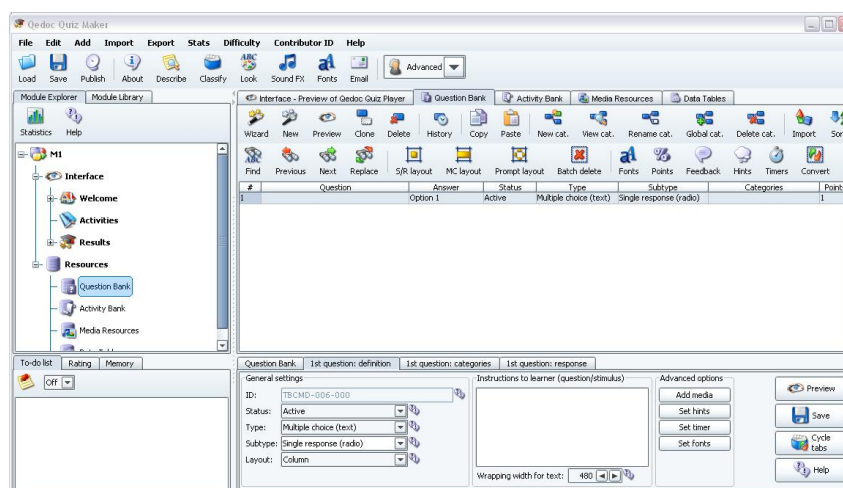 Qedoc Quiz Maker
File Edit Add Import Export Stats Difficulty Contributor ID Help
Load Save Publish About Describe Classify Look Sound FX Fonts Email Advanced
Module Explorer Module Library
Interface - Preview of Qedoc Quiz Player Question Bank Activity Bank Media Resources Data Tables
Statistics Help
Wizard New Preview Clone Delete History Copy Paste New cat. View cat. Rename cat. Global cat. Delete cat. Import Sor
Find Previous Next Replace S/R layout MC layout Prompt layout Batch delete Fonts Points Feedback Hints Timers Convert
# Question Answer Status Type Subtype Categories Point
1 Option 1 Active Multiple choice (text) Single response (radio) 1
M1
Interface
Welcome
Activities
Results
Resources
Question Bank
Activity Bank
Media Resources
To-do list Rating Memory
Off
Question Bank 1st question: definition 1st question: categories 1st question: response
General settings
ID: TBCMD-006-000
Status: Active
Type: Multiple choice (text)
Subtype: Single response (radio)
Layout: Column
Instructions to learner (question/stimulus)
Wrapping width for text: 480
Advanced options
Add media
Set hints
Set timer
Set fonts
Preview
Save
Cycle tabs
Help